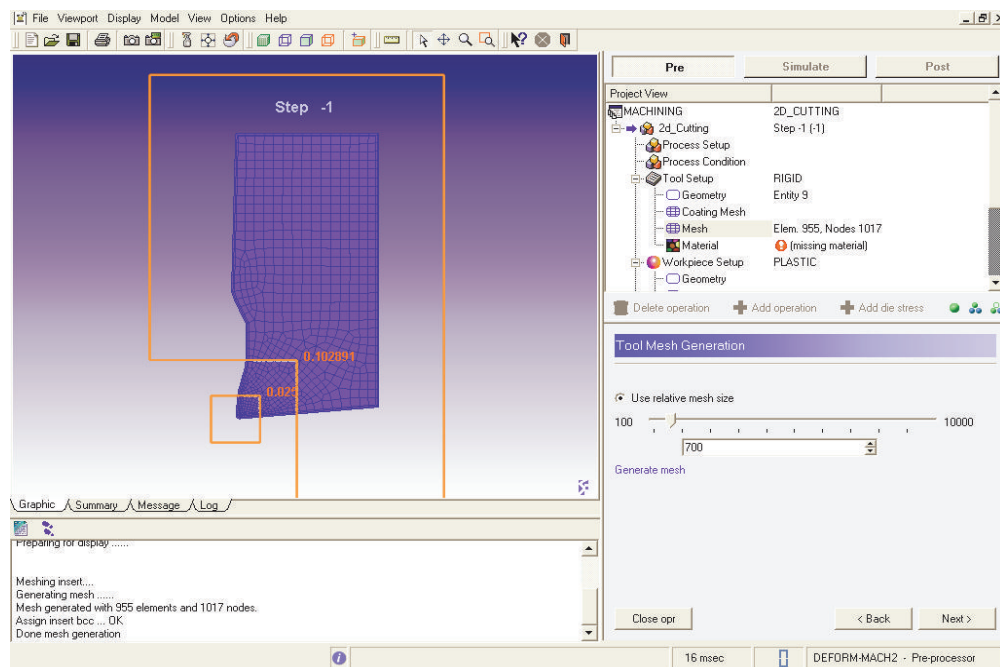 File Viewport Display Model View Options Help
Step -1
0.102891
0.025
Graphic Summary Message Log
Preparing for display ......
Meshing insert....
Generating mesh ......
Mesh generated with 955 elements and 1017 nodes.
Assign insert bcc ... OK
Done mesh generation
Pre Simulate Post
Project View
MACHINING 2D_CUTTING
2d_Cutting Step -1 (-1)
Process Setup
Process Condition
Tool Setup RIGID
Geometry Entity 9
Coating Mesh
Mesh Elem. 955, Nodes 1017
Material (missing material)
Workpiece Setup PLASTIC
Geometry
Delete operation Add operation Add die stress
Tool Mesh Generation
Use relative mesh size
100 10000
700
Generate mesh
Close opr < Back Next >
16 msec DEFORM-MACH2 - Pre-processor